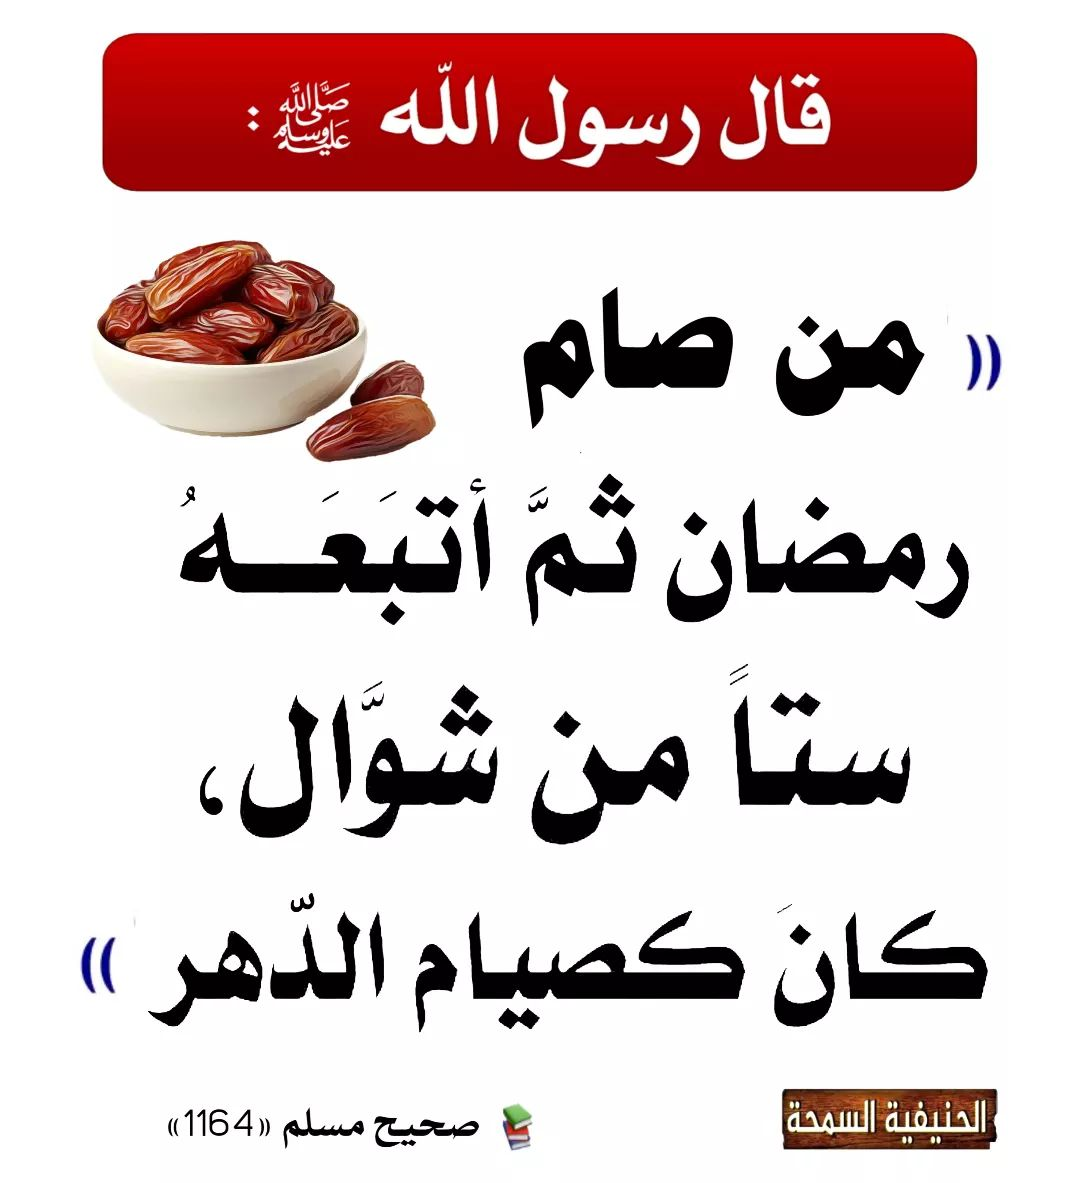 قال رسول الله ﷺ :
(( من صام
رمضان ثمَّ أتبَعَـــهُ
ستاً من شوَّال،
كانَ كصيام الدّهر ))
صحيح مسلم «1164»
الحنيفية السمحة